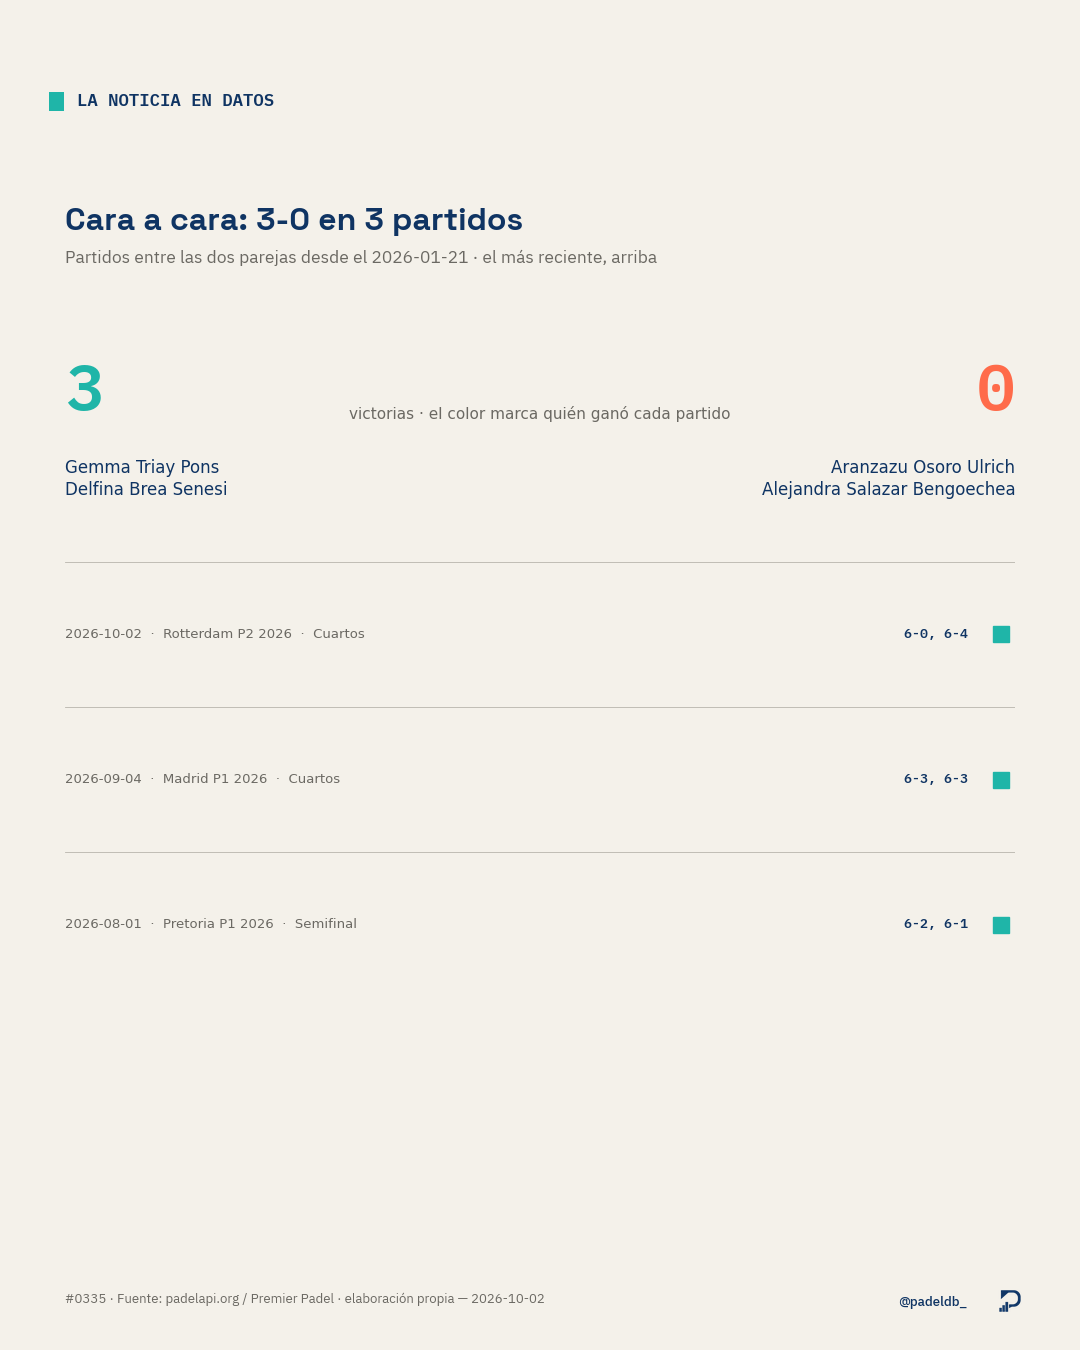 LA NOTICIA EN DATOS
Cara a cara: 3-0 en 3 partidos
Partidos entre las dos parejas desde el 2026-01-21 · el más reciente, arriba
3
0
victorias · el color marca quién ganó cada partido
Gemma Triay Pons
Delfina Brea Senesi
Aranzazu Osoro Ulrich
Alejandra Salazar Bengoechea
2026-10-02 · Rotterdam P2 2026 · Cuartos 6-0, 6-4
2026-09-04 · Madrid P1 2026 · Cuartos 6-3, 6-3
2026-08-01 · Pretoria P1 2026 · Semifinal 6-2, 6-1
#0335 · Fuente: padelapi.org / Premier Padel · elaboración propia — 2026-10-02
@padeldb_